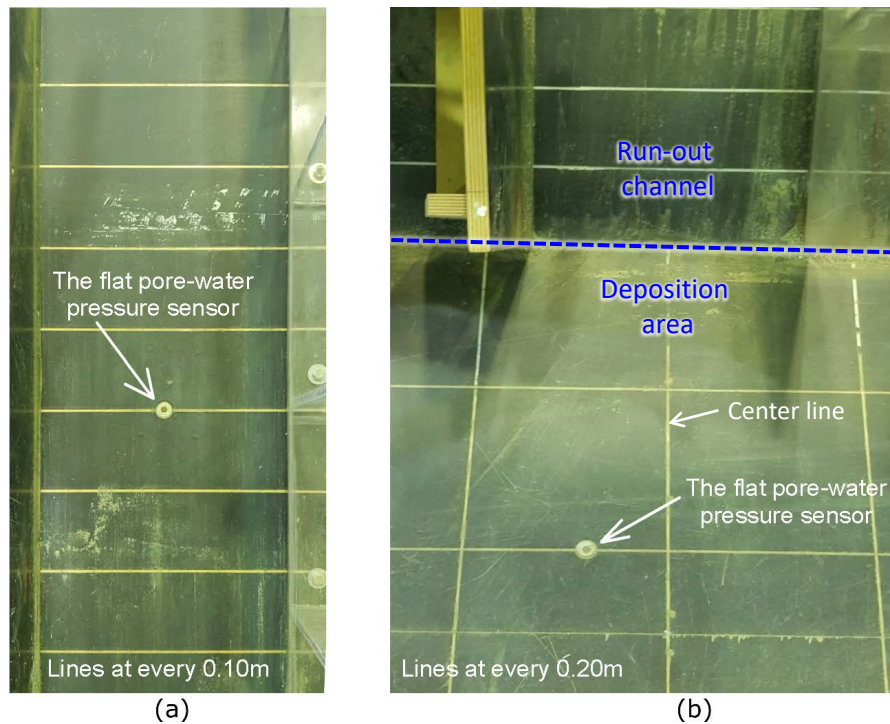 The flat pore-water
pressure sensor
Lines at every 0.10m
(a)
Run-out
channel
Deposition
area
Center line
The flat pore-water
pressure sensor
Lines at every 0.20m
(b)